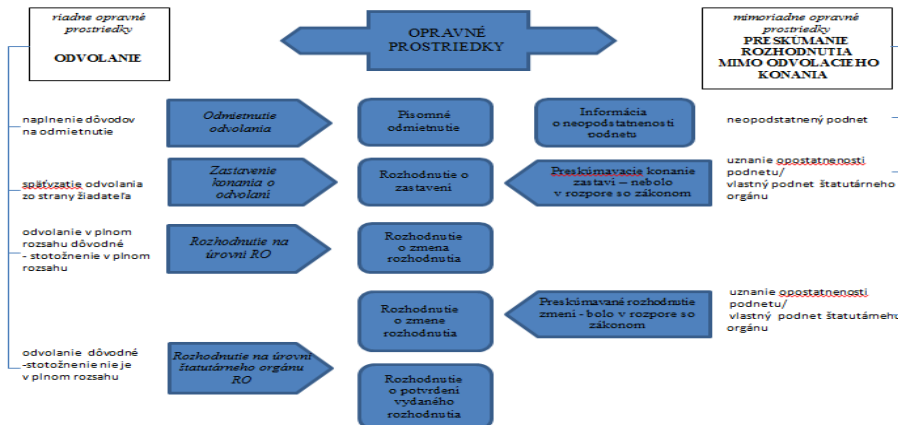 riadne opravné
prostriedky
ODVOLANIE
OPRAVNÉ
PROSTRIEDKY
mimoriadne opravné
prostriedky
PRESKÚMANIE
ROZHODNUTIA
MIMO ODVOLACIEHO
KONANIA
naplnenie dôvodov
na odmietnutie
Odmietnutie
odvolania
Písomné
odmietnutie
Informácia
o neopodstatnenosti
podnetu
neopodstatnený podnet
späťvzatie odvolania
zo strany žiadateľa
Zastavenie
konania o
odvolaní
Rozhodnutie o
zastavení
Preskúmavacie konanie
zastaví – nebolo
v rozpore so zákonom
uznanie opostatnenosti
podnetu/
vlastný podnet štatutárneho
orgánu
odvolanie v plnom
rozsahu dôvodné
- stotožnenie v plnom
rozsahu
Rozhodnutie na
úrovni RO
Rozhodnutie
o zmena
rozhodnutia
Rozhodnutie
o zmene
rozhodnutia
Preskúmavané rozhodnutie
zmení - bolo v rozpore so
zákonom
uznanie opostatnenosti
podnetu/
vlastný podnet štatutárneho
orgánu
odvolanie dôvodné
-stotožnenie nie je
v plnom rozsahu
Rozhodnutie na úrovni
štatutárneho orgánu
RO
Rozhodnutie
o potvrdení
vydaného
rozhodnutia